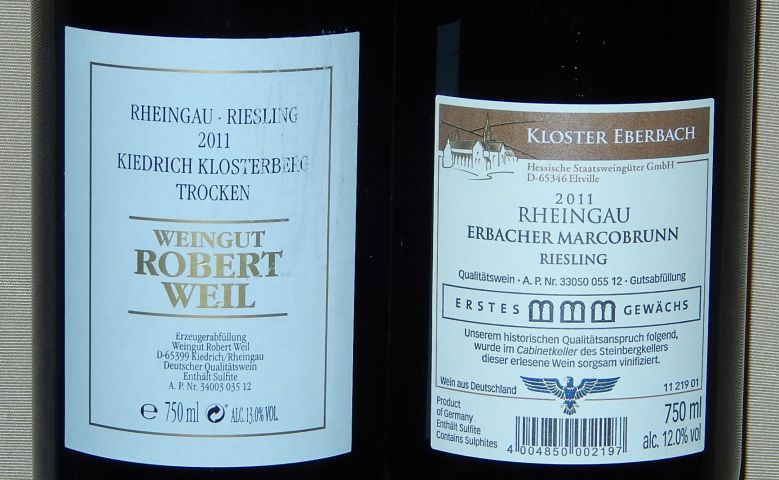 RHEINGAU · RIESLING
2011
KIEDRICH KLOSTERBERG
TROCKEN
WEINGUT
ROBERT
WEIL
Erzeugerabfüllung
Weingut Robert Weil
D-65399 Kiedrich/Rheingau
Deutscher Qualitätswein
Enthält Sulfite
A. P. Nr. 34003 035 12
e 750 ml ALC. 13.0% VOL.
KLOSTER EBERBACH
Hessische Staatsweingüter GmbH
D-65346 Eltville
2011
RHEINGAU
ERBACHER MARCOBRUNN
RIESLING
Qualitätswein · A. P. Nr. 33050 055 12 · Gutsabfüllung
ERSTES GEWÄCHS
Unserem historischen Qualitätsanspruch folgend,
wurde im Cabinetkeller des Steinbergkellers
dieser erlesene Wein sorgsam vinifiziert.
Wein aus Deutschland
11 219 01
Product
of Germany
Enthält Sulfite
Contains Sulphites
4 004850 002197
750 ml
alc. 12.0% vol